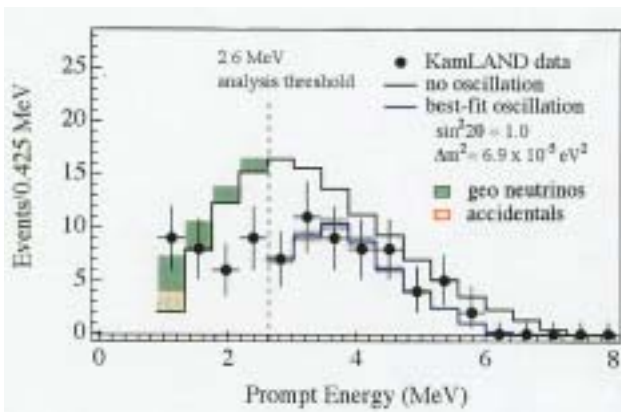 Events/0.425 MeV
25
20
15
10
5
0
2.6 MeV
analysis threshold
KamLAND data
no oscillation
best-fit oscillation
sin²2θ = 1.0
Δm² = 6.9 x 10⁻⁵ eV²
geo neutrinos
accidentals
0 2 4 6 8
Prompt Energy (MeV)